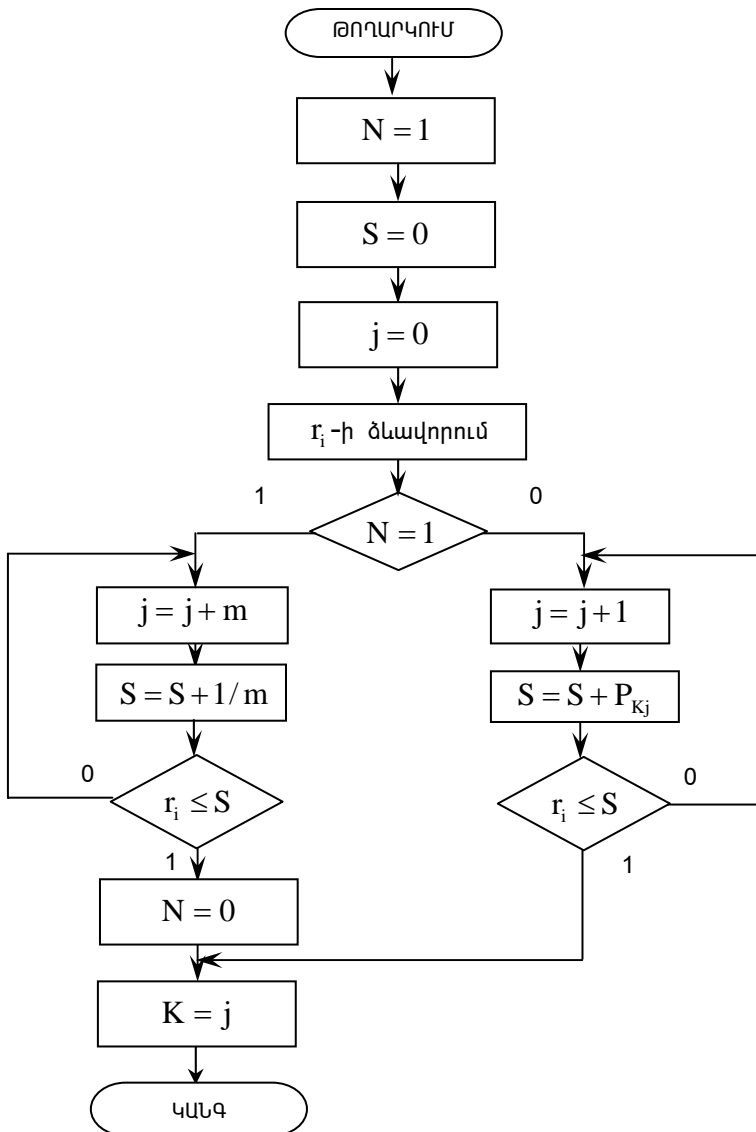 ԹՈՂԱՐԿՈՒՄ
N = 1
S = 0
j = 0
rᵢ -ի ձևավորում
1
0
N = 1
j = j + m
j = j + 1
S = S + 1 / m
S = S + P_Kj
0
rᵢ ≤ S
rᵢ ≤ S
0
1
1
N = 0
K = j
ԿԱՆԳ